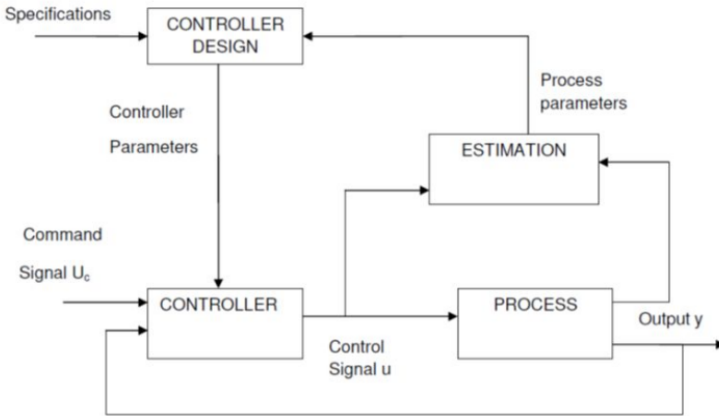 Specifications
CONTROLLER
DESIGN
Process
parameters
Controller
Parameters
ESTIMATION
Command
Signal Uc
CONTROLLER
PROCESS
Output y
Control
Signal u